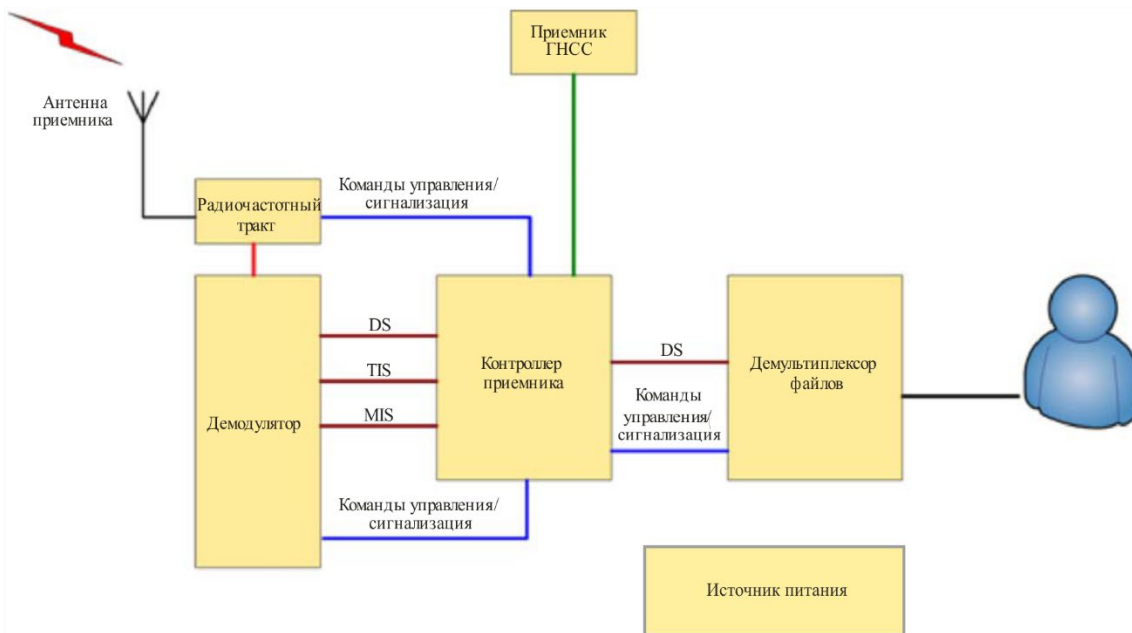 Приемник
ГНСС
Антенна
приемника
Команды управления/
сигнализация
Радиочастотный
тракт
DS
TIS
MIS
Демодулятор
Контроллер
приемника
DS
Команды
управления/
сигнализация
Демультиплексор
файлов
Команды управления/
сигнализация
Источник питания